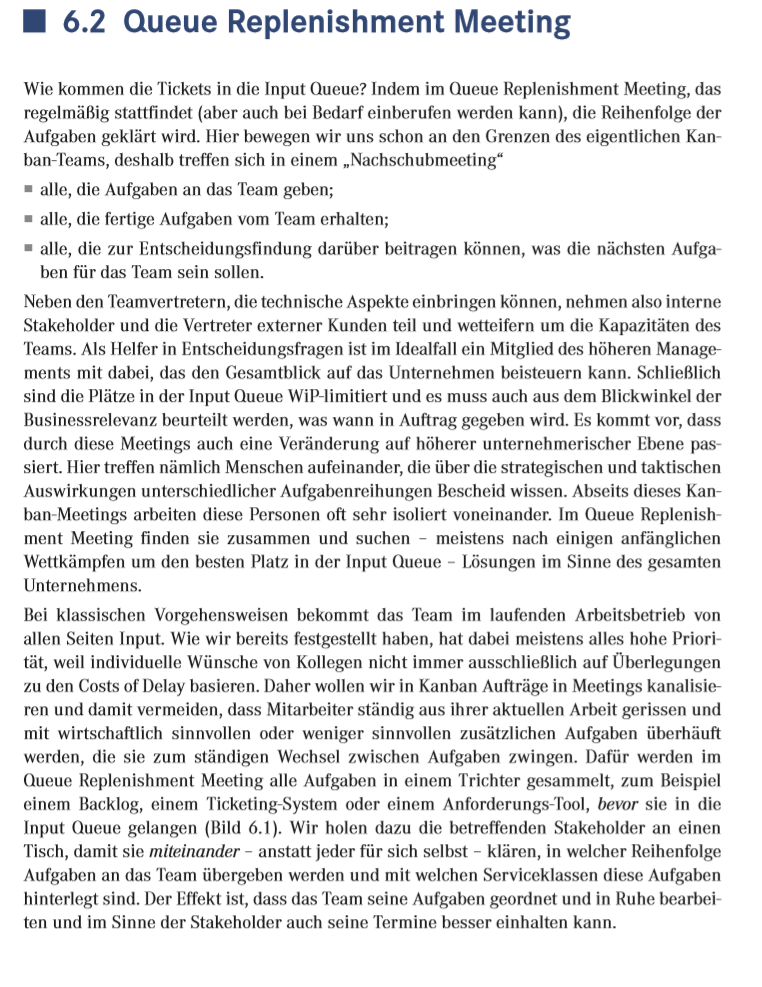 ■ 6.2 Queue Replenishment Meeting
Wie kommen die Tickets in die Input Queue? Indem im Queue Replenishment Meeting, das
regelmäßig stattfindet (aber auch bei Bedarf einberufen werden kann), die Reihenfolge der
Aufgaben geklärt wird. Hier bewegen wir uns schon an den Grenzen des eigentlichen Kan-
ban-Teams, deshalb treffen sich in einem „Nachschubmeeting“
■ alle, die Aufgaben an das Team geben;
■ alle, die fertige Aufgaben vom Team erhalten;
■ alle, die zur Entscheidungsfindung darüber beitragen können, was die nächsten Aufga-
ben für das Team sein sollen.
Neben den Teamvertretern, die technische Aspekte einbringen können, nehmen also interne
Stakeholder und die Vertreter externer Kunden teil und wetteifern um die Kapazitäten des
Teams. Als Helfer in Entscheidungsfragen ist im Idealfall ein Mitglied des höheren Manage-
ments mit dabei, das den Gesamtblick auf das Unternehmen beisteuern kann. Schließlich
sind die Plätze in der Input Queue WiP-limitiert und es muss auch aus dem Blickwinkel der
Businessrelevanz beurteilt werden, was wann in Auftrag gegeben wird. Es kommt vor, dass
durch diese Meetings auch eine Veränderung auf höherer unternehmerischer Ebene pas-
siert. Hier treffen nämlich Menschen aufeinander, die über die strategischen und taktischen
Auswirkungen unterschiedlicher Aufgabenreihungen Bescheid wissen. Abseits dieses Kan-
ban-Meetings arbeiten diese Personen oft sehr isoliert voneinander. Im Queue Replenish-
ment Meeting finden sie zusammen und suchen – meistens nach einigen anfänglichen
Wettkämpfen um den besten Platz in der Input Queue – Lösungen im Sinne des gesamten
Unternehmens.
Bei klassischen Vorgehensweisen bekommt das Team im laufenden Arbeitsbetrieb von
allen Seiten Input. Wie wir bereits festgestellt haben, hat dabei meistens alles hohe Priori-
tät, weil individuelle Wünsche von Kollegen nicht immer ausschließlich auf Überlegungen
zu den Costs of Delay basieren. Daher wollen wir in Kanban Aufträge in Meetings kanalisie-
ren und damit vermeiden, dass Mitarbeiter ständig aus ihrer aktuellen Arbeit gerissen und
mit wirtschaftlich sinnvollen oder weniger sinnvollen zusätzlichen Aufgaben überhäuft
werden, die sie zum ständigen Wechsel zwischen Aufgaben zwingen. Dafür werden im
Queue Replenishment Meeting alle Aufgaben in einem Trichter gesammelt, zum Beispiel
einem Backlog, einem Ticketing-System oder einem Anforderungs-Tool, bevor sie in die
Input Queue gelangen (Bild 6.1). Wir holen dazu die betreffenden Stakeholder an einen
Tisch, damit sie miteinander – anstatt jeder für sich selbst – klären, in welcher Reihenfolge
Aufgaben an das Team übergeben werden und mit welchen Serviceklassen diese Aufgaben
hinterlegt sind. Der Effekt ist, dass das Team seine Aufgaben geordnet und in Ruhe bearbei-
ten und im Sinne der Stakeholder auch seine Termine besser einhalten kann.